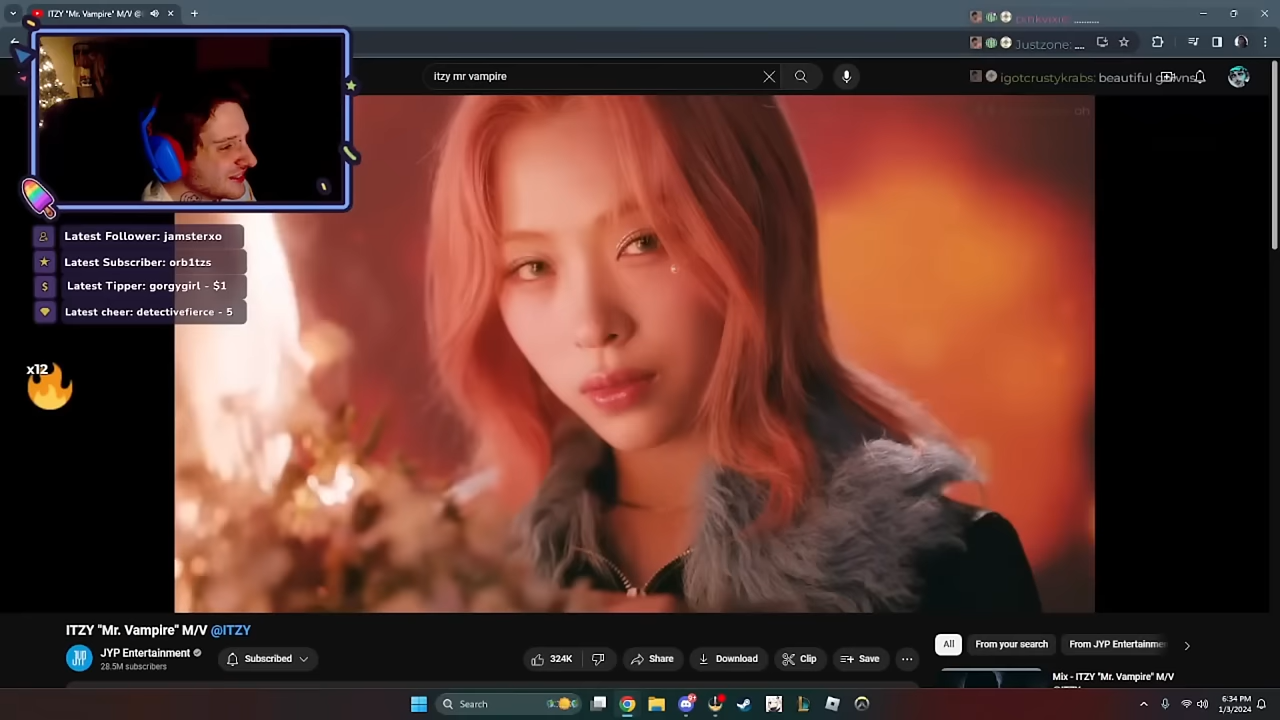 ITZY "Mr. Vampire" M/V @
itzy mr vampire
Justzone: ....
igotcrustykrabs: beautiful gowns
oh
Latest Follower: jamsterxo
Latest Subscriber: orb1tzs
Latest Tipper: gorgygirl - $1
Latest cheer: detectivefierce - 5
x12
ITZY "Mr. Vampire" M/V @ITZY
JYP
JYP Entertainment
28.5M subscribers
Subscribed
324K
Share
Download
Clip
Save
All
From your search
From JYP Entertainme
Mix - ITZY "Mr. Vampire" M/V
Search
6:34 PM
1/3/2024